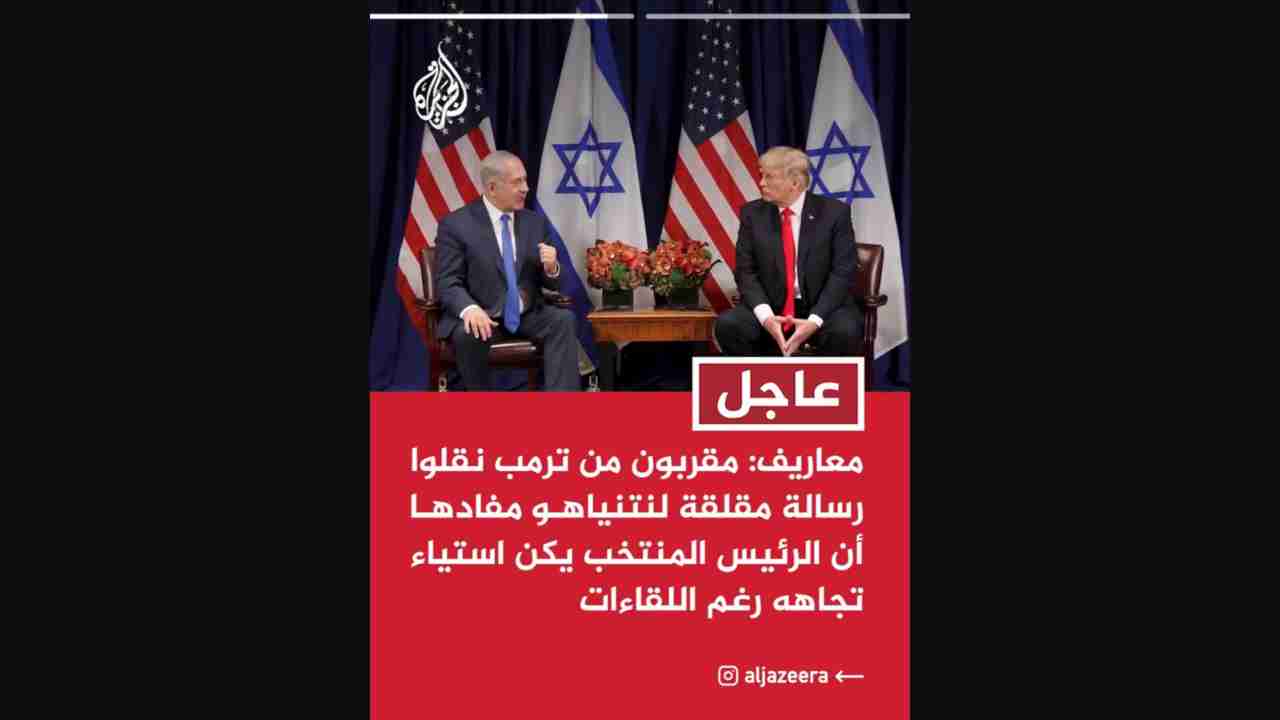 الجزيرة
عاجل
معاريف: مقربون من ترمب نقلوا
رسالة مقلقة لنتنياهو مفادها
أن الرئيس المنتخب يكن استياء
تجاهه رغم اللقاءات
aljazeera